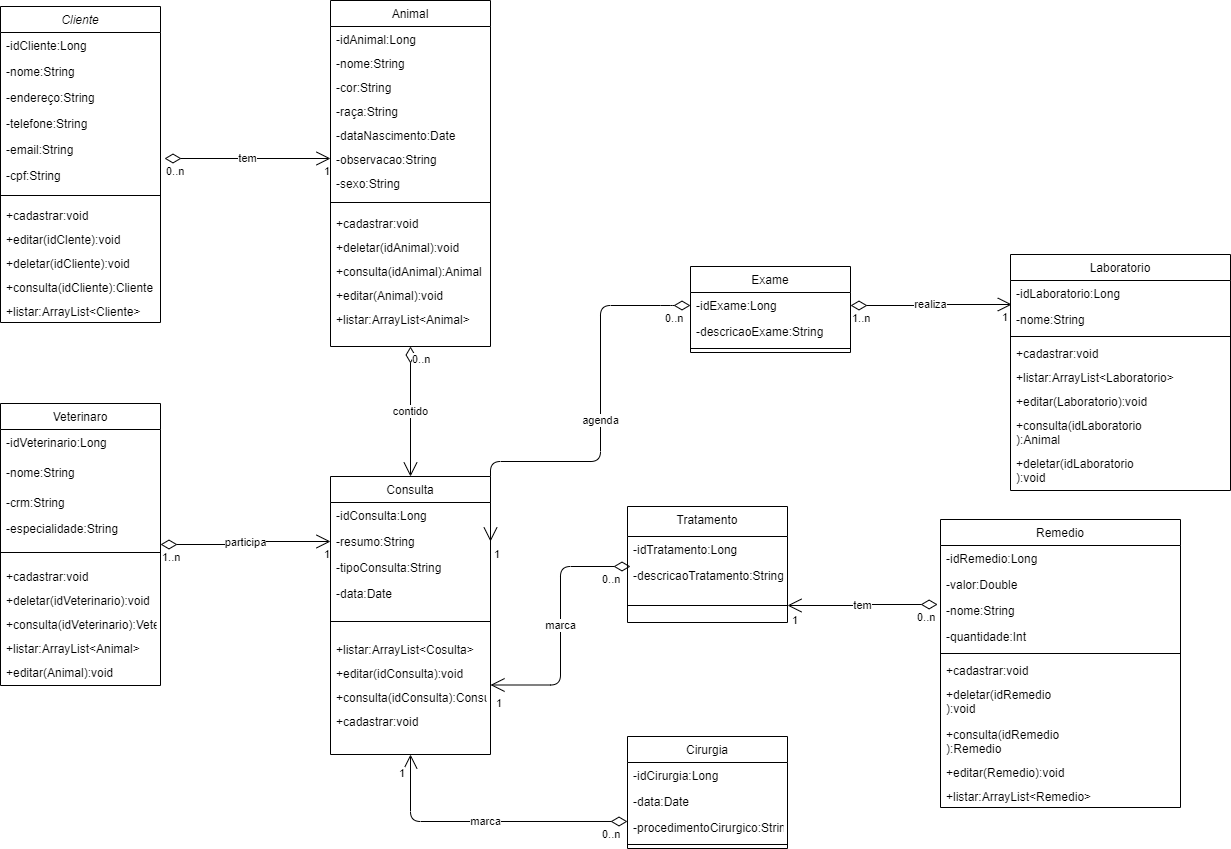 Cliente
-idCliente:Long
-nome:String
-endereço:String
-telefone:String
-email:String
-cpf:String
+cadastrar:void
+editar(idCLente):void
+deletar(idCliente):void
+consulta(idCliente):Cliente
+listar:ArrayList<Cliente>
0..n
tem
1
Animal
-idAnimal:Long
-nome:String
-cor:String
-raça:String
-dataNascimento:Date
-observacao:String
-sexo:String
+cadastrar:void
+deletar(idAnimal):void
+consulta(idAnimal):Animal
+editar(Animal):void
+listar:ArrayList<Animal>
0..n
contido
Exame
-idExame:Long
-descricaoExame:String
0..n
agenda
1
1..n
realiza
1
Laboratorio
-idLaboratorio:Long
-nome:String
+cadastrar:void
+listar:ArrayList<Laboratorio>
+editar(Laboratorio):void
+consulta(idLaboratorio
):Animal
+deletar(idLaboratorio
):void
Veterinaro
-idVeterinario:Long
-nome:String
-crm:String
-especialidade:String
+cadastrar:void
+deletar(idVeterinario):void
+consulta(idVeterinario):Vete
+listar:ArrayList<Animal>
+editar(Animal):void
1..n
participa
1
Consulta
-idConsulta:Long
-resumo:String
-tipoConsulta:String
-data:Date
+listar:ArrayList<Cosulta>
+editar(idConsulta):void
+consulta(idConsulta):Consu
+cadastrar:void
Tratamento
-idTratamento:Long
-descricaoTratamento:String
0..n
marca
1
1
tem
0..n
Remedio
-idRemedio:Long
-valor:Double
-nome:String
-quantidade:Int
+cadastrar:void
+deletar(idRemedio
):void
+consulta(idRemedio
):Remedio
+editar(Remedio):void
+listar:ArrayList<Remedio>
Cirurgia
-idCirurgia:Long
-data:Date
-procedimentoCirurgico:Strin
1
marca
0..n